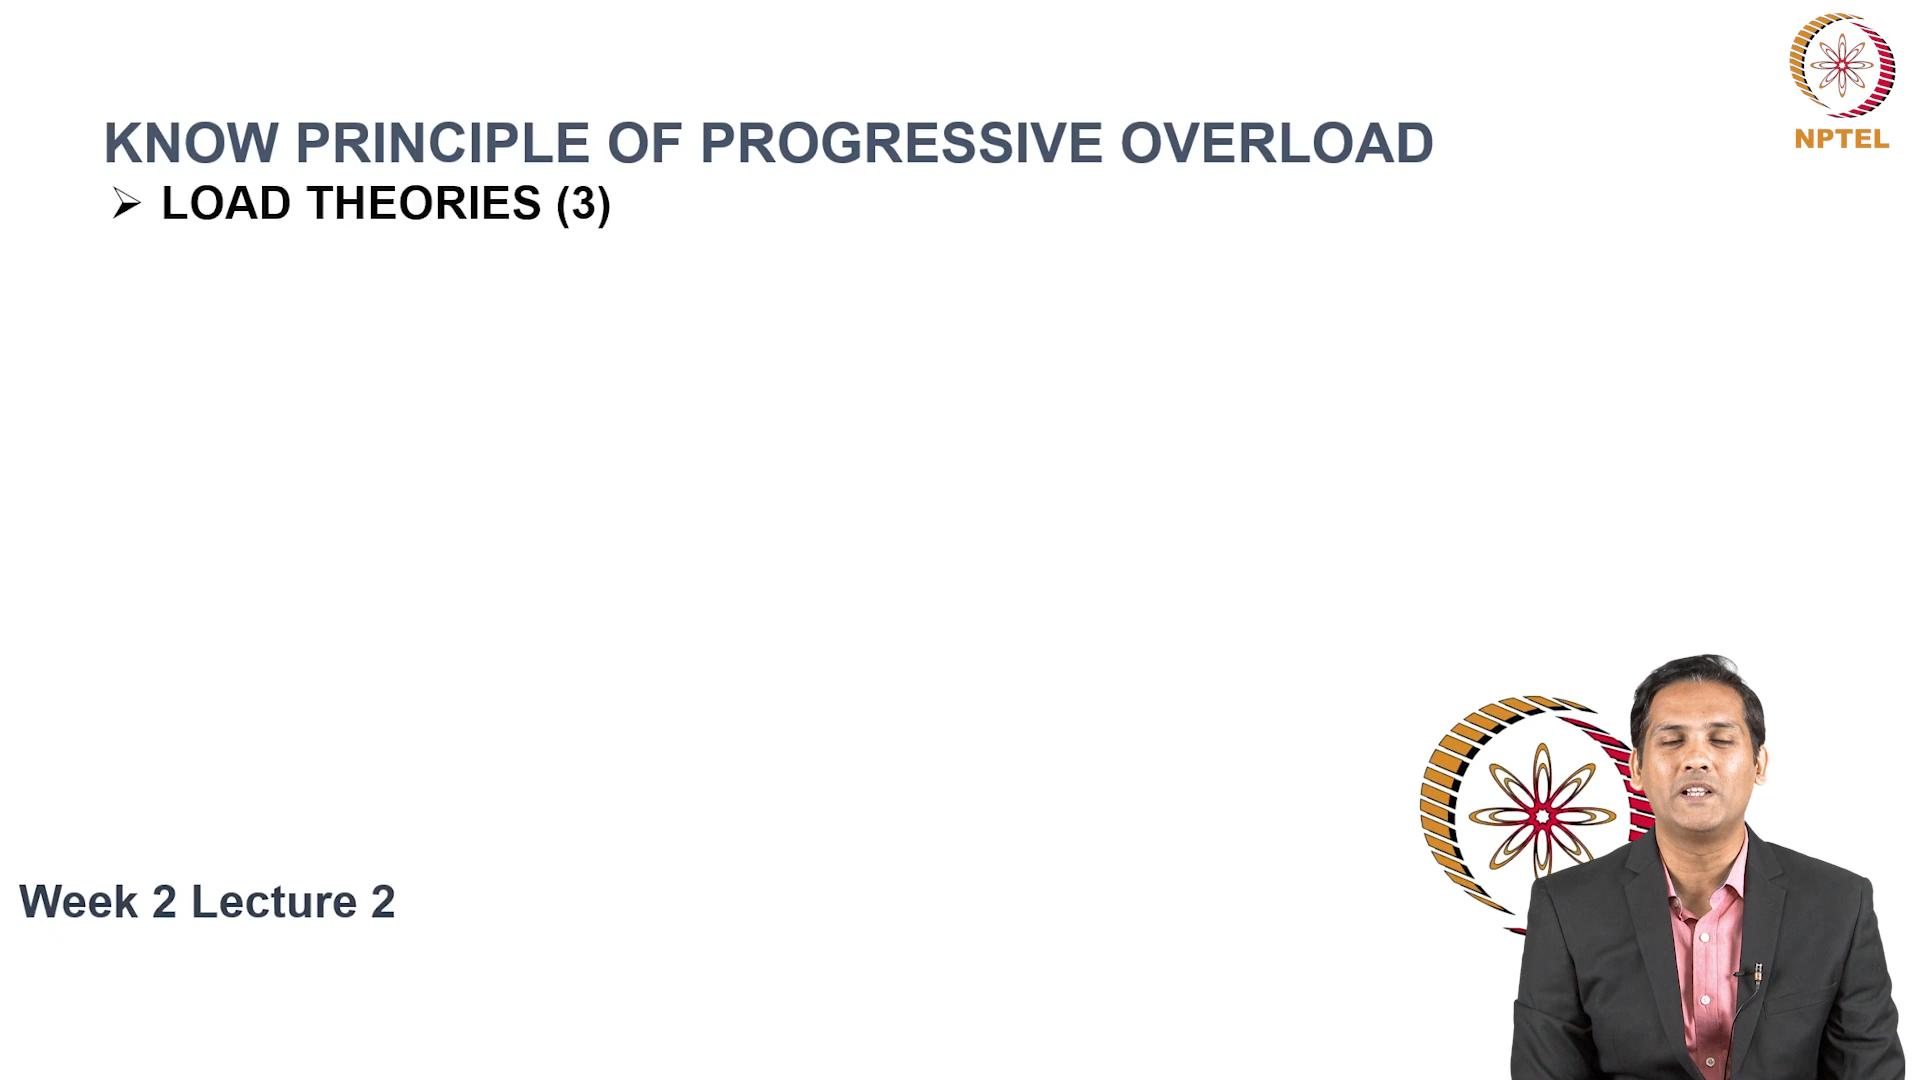 NPTEL
KNOW PRINCIPLE OF PROGRESSIVE OVERLOAD
➢ LOAD THEORIES (3)
Week 2 Lecture 2